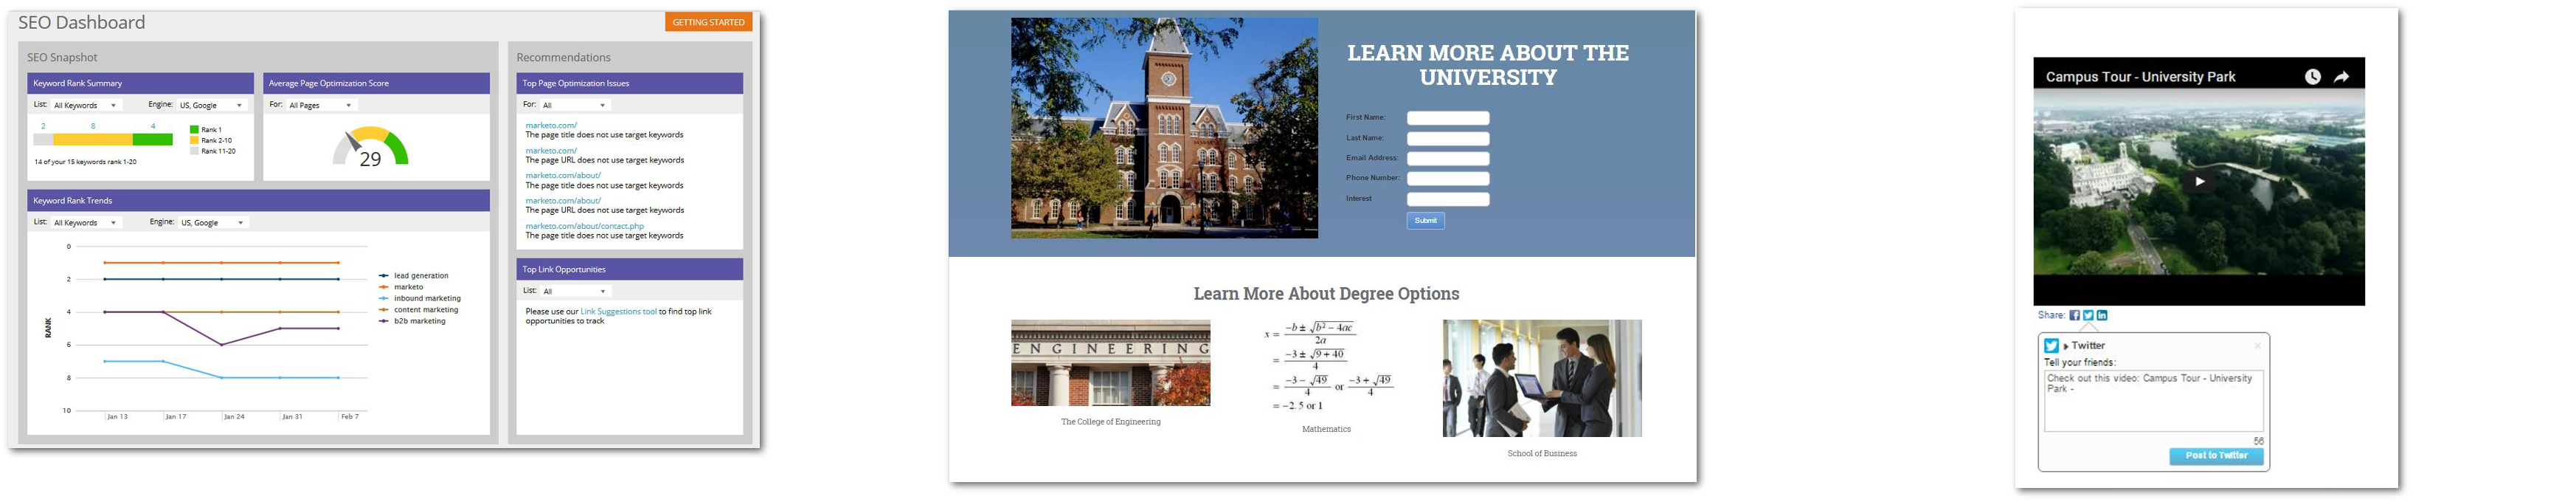 SEO Dashboard
GETTING STARTED
SEO Snapshot
Keyword Rank Summary
List: All Keywords Engine: US, Google
2 8 4
Rank 1
Rank 2-10
Rank 11-20
14 of your 15 keywords rank 1-20
Average Page Optimization Score
For: All Pages
29
Keyword Rank Trends
List: All Keywords Engine: US, Google
RANK
0
2
4
6
8
10
Jan 13 Jan 17 Jan 24 Jan 31 Feb 7
lead generation
marketo
inbound marketing
content marketing
b2b marketing
Recommendations
Top Page Optimization Issues
For: All
marketo.com/
The page title does not use target keywords
marketo.com/
The page URL does not use target keywords
marketo.com/about/
The page title does not use target keywords
marketo.com/about/
The page URL does not use target keywords
marketo.com/about/contact.php
The page title does not use target keywords
Top Link Opportunities
List: All
Please use our Link Suggestions tool to find top link
opportunities to track
LEARN MORE ABOUT THE
UNIVERSITY
First Name:
Last Name:
Email Address:
Phone Number:
Interest
Submit
Learn More About Degree Options
ENGINEERING
The College of Engineering
x = (-b ± √(b² – 4ac)) / 2a
= (-3 ± √(9 + 40)) / 4
= (-3 – √49) / 4 or (-3 + √49) / 4
= -2.5 or 1
Mathematics
School of Business
Campus Tour - University Park
Share:
Twitter
Tell your friends:
Check out this video: Campus Tour - University
Park -
56
Post to Twitter